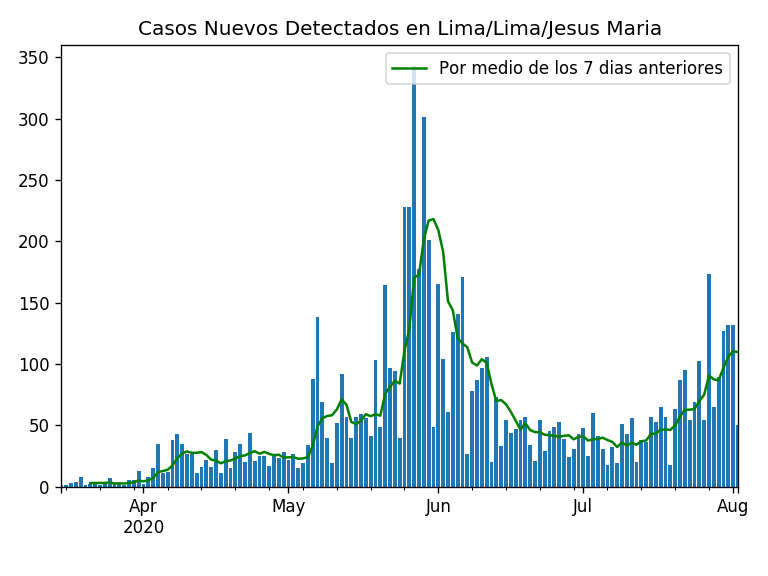 Casos Nuevos Detectados en Lima/Lima/Jesus Maria
Por medio de los 7 dias anteriores
350
300
250
200
150
100
50
0
Apr
2020
May
Jun
Jul
Aug